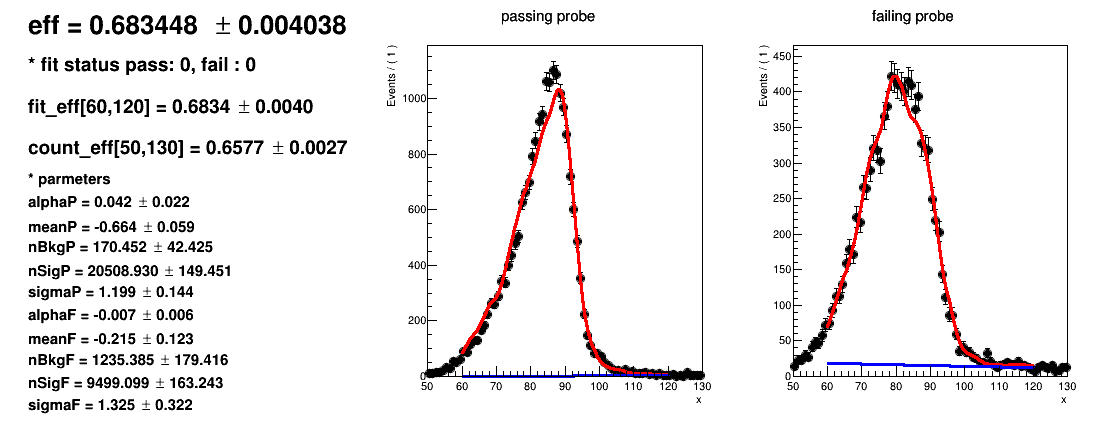 eff = 0.683448 ± 0.004038
* fit status pass: 0, fail : 0
fit_eff[60,120] = 0.6834 ± 0.0040
count_eff[50,130] = 0.6577 ± 0.0027
* parmeters
alphaP = 0.042 ± 0.022
meanP = -0.664 ± 0.059
nBkgP = 170.452 ± 42.425
nSigP = 20508.930 ± 149.451
sigmaP = 1.199 ± 0.144
alphaF = -0.007 ± 0.006
meanF = -0.215 ± 0.123
nBkgF = 1235.385 ± 179.416
nSigF = 9499.099 ± 163.243
sigmaF = 1.325 ± 0.322
passing probe
Events / ( 1 )
1000
800
600
400
200
0
50 60 70 80 90 100 110 120 130
x
failing probe
Events / ( 1 )
450
400
350
300
250
200
150
100
50
0
50 60 70 80 90 100 110 120 130
x